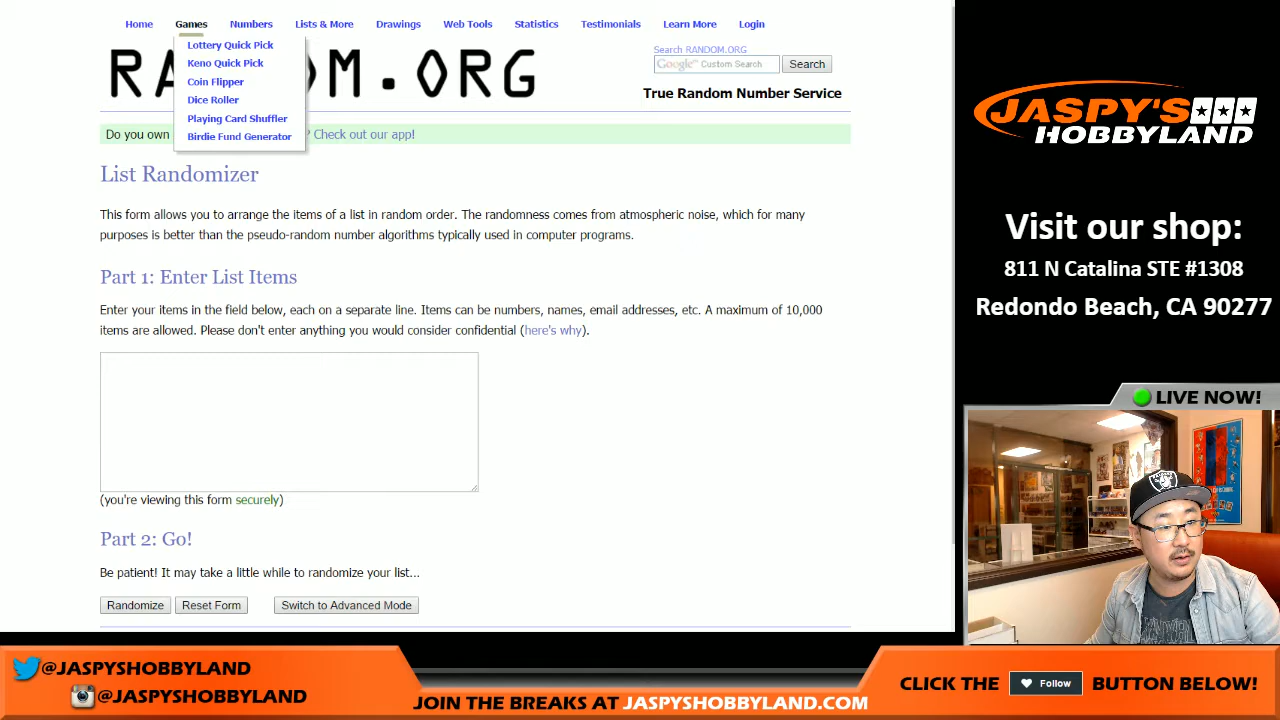 Home Games Numbers Lists & More Drawings Web Tools Statistics Testimonials Learn More Login
Lottery Quick Pick
Keno Quick Pick
Coin Flipper
Dice Roller
Playing Card Shuffler
Birdie Fund Generator
M.ORG
Search RANDOM.ORG
Google™ Custom Search
Search
True Random Number Service
Do you own ? Check out our app!
List Randomizer
This form allows you to arrange the items of a list in random order. The randomness comes from atmospheric noise, which for many
purposes is better than the pseudo-random number algorithms typically used in computer programs.
Part 1: Enter List Items
Enter your items in the field below, each on a separate line. Items can be numbers, names, email addresses, etc. A maximum of 10,000
items are allowed. Please don't enter anything you would consider confidential (here's why).
(you're viewing this form securely)
Part 2: Go!
Be patient! It may take a little while to randomize your list...
Randomize Reset Form Switch to Advanced Mode
JASPY'S
HOBBYLAND
Visit our shop:
811 N Catalina STE #1308
Redondo Beach, CA 90277
LIVE NOW!
@JASPYSHOBBYLAND
@JASPYSHOBBYLAND
JOIN THE BREAKS AT JASPYSHOBBYLAND.COM
CLICK THE Follow BUTTON BELOW!